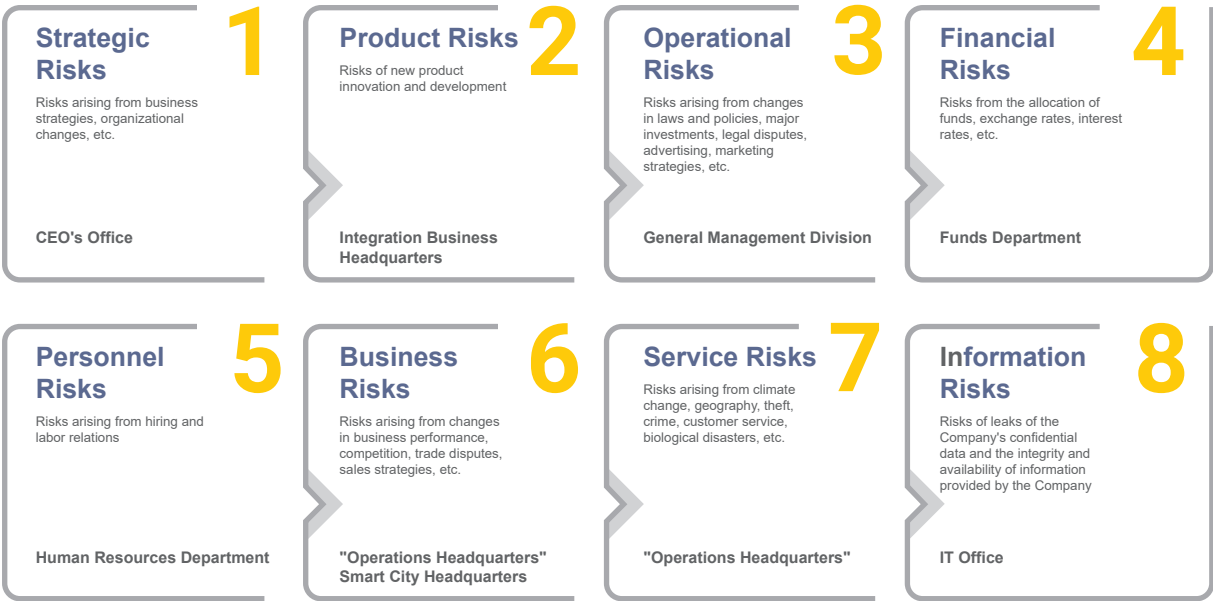 1
Strategic
Risks
Risks arising from business
strategies, organizational
changes, etc.
CEO's Office
2
Product Risks
Risks of new product
innovation and development
Integration Business
Headquarters
3
Operational
Risks
Risks arising from changes
in laws and policies, major
investments, legal disputes,
advertising, marketing
strategies, etc.
General Management Division
4
Financial
Risks
Risks from the allocation of
funds, exchange rates, interest
rates, etc.
Funds Department
5
Personnel
Risks
Risks arising from hiring and
labor relations
Human Resources Department
6
Business
Risks
Risks arising from changes
in business performance,
competition, trade disputes,
sales strategies, etc.
"Operations Headquarters"
Smart City Headquarters
7
Service Risks
Risks arising from climate
change, geography, theft,
crime, customer service,
biological disasters, etc.
"Operations Headquarters"
8
Information
Risks
Risks of leaks of the
Company's confidential
data and the integrity and
availability of information
provided by the Company
IT Office